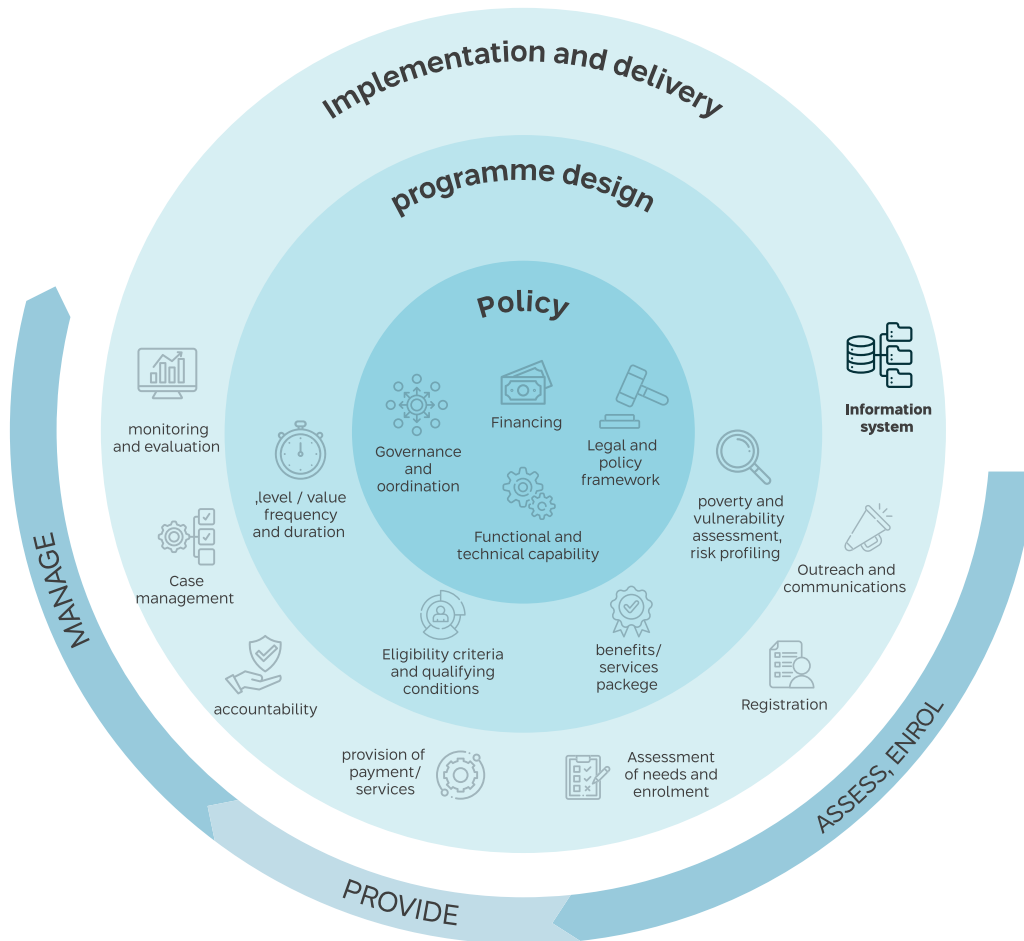 Implementation and delivery
programme design
Policy
Financing
Governance
and
oordination
Legal and
policy
framework
Functional and
technical capability
,level / value
frequency
and duration
poverty and
vulnerability
assessment,
risk profiling
Eligibility criteria
and qualifying
conditions
benefits/
services
packege
monitoring
and evaluation
Case
management
accountability
provision of
payment/
services
Assessment
of needs and
enrolment
Registration
Outreach and
communications
Information
system
MANAGE
PROVIDE
ASSESS, ENROL